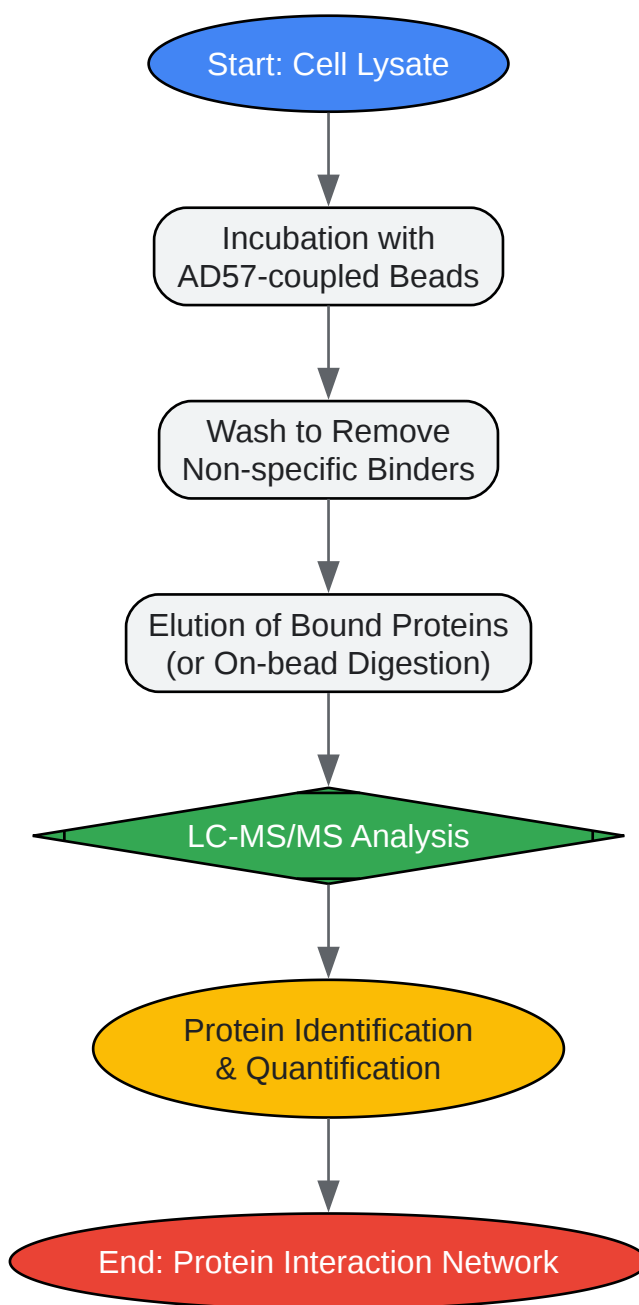 Start: Cell Lysate
Incubation with
AD57-coupled Beads
Wash to Remove
Non-specific Binders
Elution of Bound Proteins
(or On-bead Digestion)
LC-MS/MS Analysis
Protein Identification
& Quantification
End: Protein Interaction Network